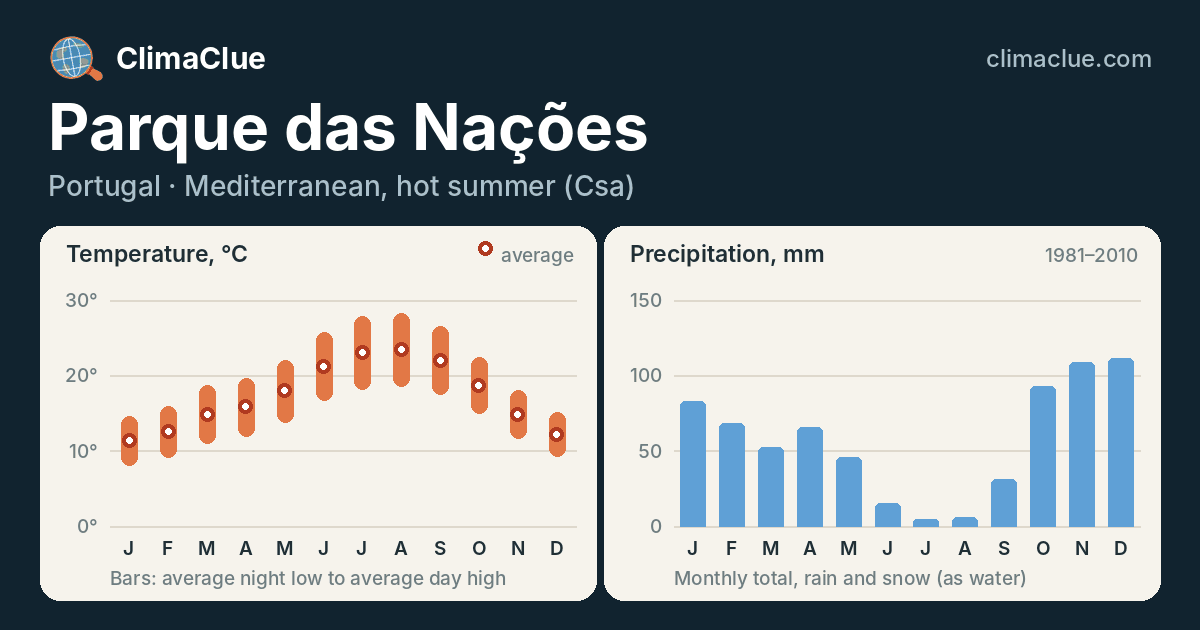 ClimaClue
climaclue.com
Parque das Nações
Portugal · Mediterranean, hot summer (Csa)
Temperature, °C
average
30°
20°
10°
0°
J F M A M J J A S O N D
Bars: average night low to average day high
Precipitation, mm
1981–2010
150
100
50
0
J F M A M J J A S O N D
Monthly total, rain and snow (as water)